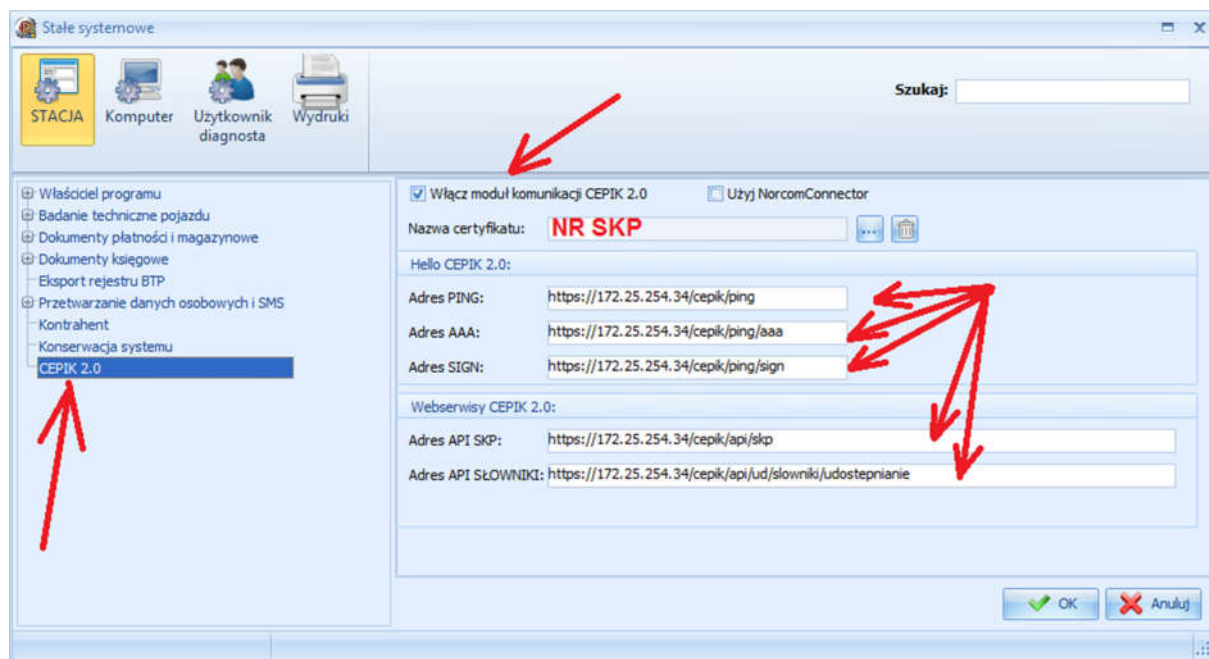 Stałe systemowe
STACJA
Komputer
Użytkownik
diagnosta
Wydruki
Szukaj:
Właściciel programu
Badanie techniczne pojazdu
Dokumenty płatności i magazynowe
Dokumenty księgowe
Eksport rejestru BTP
Przetwarzanie danych osobowych i SMS
Kontrahent
Konserwacja systemu
CEPIK 2.0
Włącz moduł komunikacji CEPIK 2.0 Użyj NorcomConnector
Nazwa certyfikatu: NR SKP ...
Hello CEPIK 2.0:
Adres PING: https://172.25.254.34/cepik/ping
Adres AAA: https://172.25.254.34/cepik/ping/aaa
Adres SIGN: https://172.25.254.34/cepik/ping/sign
Webserwisy CEPIK 2.0:
Adres API SKP: https://172.25.254.34/cepik/api/skp
Adres API SŁOWNIKI: https://172.25.254.34/cepik/api/ud/slowniki/udostepnianie
OK Anuluj